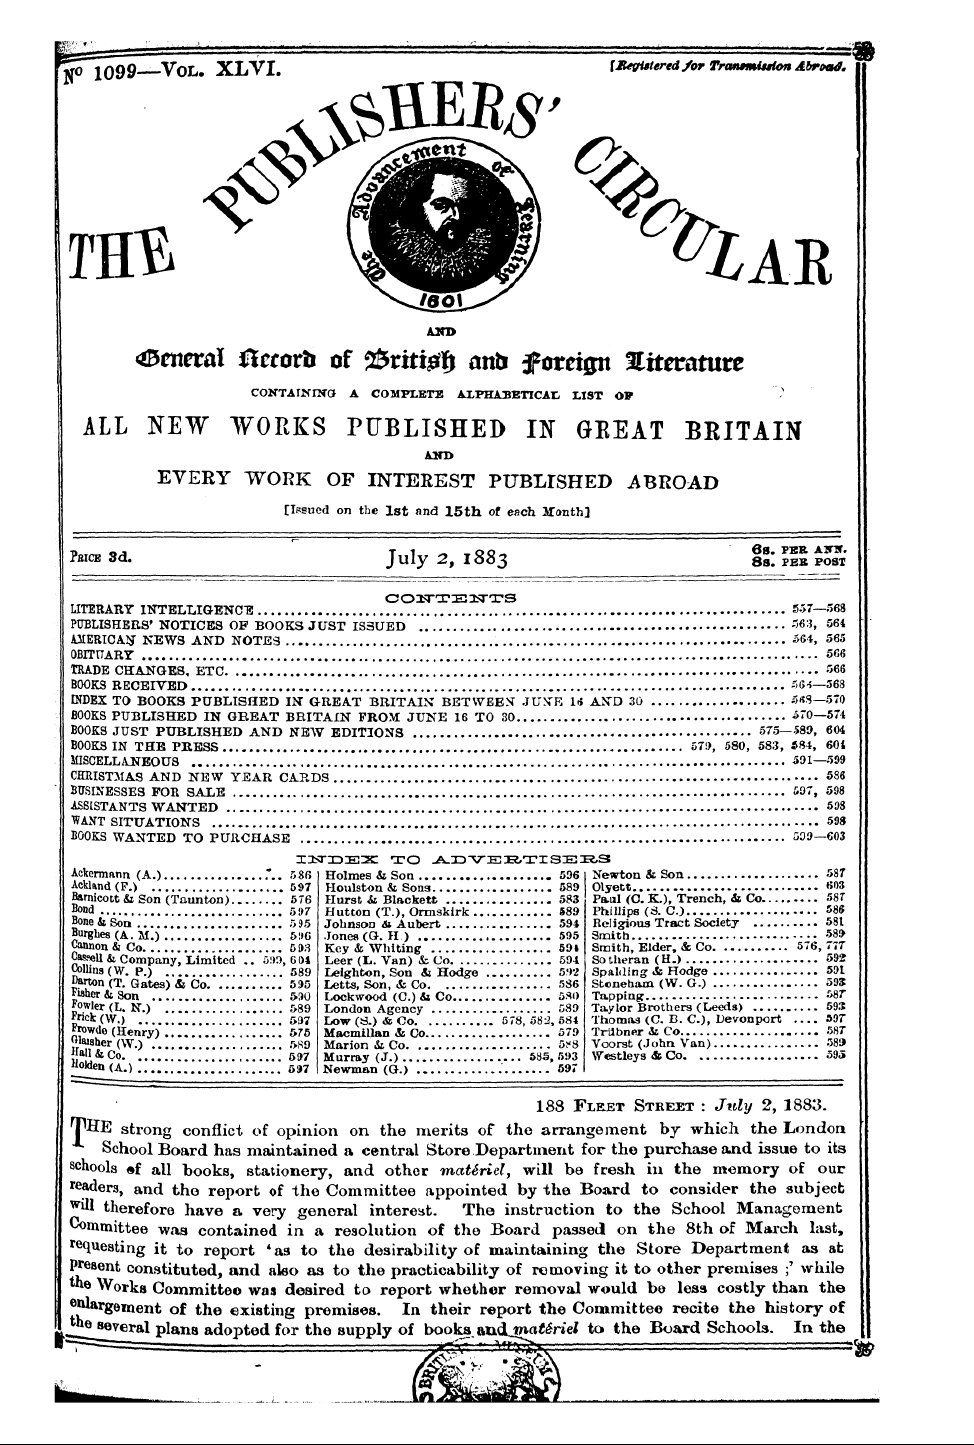 Nº 1099—VOL. XLVI.
[Registered for Transmission Abroad.
THE PUBLISHERS' CIRCULAR
The Advancement of Learning
1601
AND
General Record of British and Foreign Literature
CONTAINING A COMPLETE ALPHABETICAL LIST OF
ALL NEW WORKS PUBLISHED IN GREAT BRITAIN
AND
EVERY WORK OF INTEREST PUBLISHED ABROAD
[Issued on the 1st and 15th of each Month]
PRICE 3d.
July 2, 1883
6s. PER ANN.
8s. PER POST
CONTENTS
LITERARY INTELLIGENCE 557—568
PUBLISHERS' NOTICES OF BOOKS JUST ISSUED 563, 564
AMERICAN NEWS AND NOTES 564, 565
OBITUARY 566
TRADE CHANGES, ETC. 566
BOOKS RECEIVED 564—568
INDEX TO BOOKS PUBLISHED IN GREAT BRITAIN BETWEEN JUNE 16 AND 30 568—570
BOOKS PUBLISHED IN GREAT BRITAIN FROM JUNE 16 TO 30 570—574
BOOKS JUST PUBLISHED AND NEW EDITIONS 575—589, 604
BOOKS IN THE PRESS 579, 580, 583, 584, 601
MISCELLANEOUS 591—599
CHRISTMAS AND NEW YEAR CARDS 586
BUSINESSES FOR SALE 597, 598
ASSISTANTS WANTED 598
WANT SITUATIONS 598
BOOKS WANTED TO PURCHASE 599—603
INDEX TO ADVERTISERS
Ackermann (A.) 586
Ackland (F.) 597
Barnicott & Son (Taunton) 576
Bond 597
Bone & Son 595
Burghes (A. M.) 596
Cannon & Co. 593
Cassell & Company, Limited 590, 604
Collins (W. P.) 589
Darton (T. Gates) & Co. 595
Fisher & Son 590
Fowler (L. N.) 589
Frick (W.) 597
Frowde (Henry) 575
Glaisher (W.) 589
Hall & Co. 597
Holden (A.) 597
Holmes & Son 596
Houlston & Sons 589
Hurst & Blackett 583
Hutton (T.), Ormskirk 589
Johnson & Aubert 594
Jones (G. H.) 595
Key & Whiting 591
Leer (L. Van) & Co. 594
Leighton, Son & Hodge 592
Letts, Son, & Co. 586
Lockwood (C.) & Co. 580
London Agency 589
Low (S.) & Co. 578, 582, 584
Macmillan & Co. 579
Marion & Co. 588
Murray (J.) 585, 593
Newman (G.) 597
Newton & Son 587
Olyett 603
Paul (C. K.), Trench, & Co. 587
Phillips (S. C.) 586
Religious Tract Society 581
Smith 589
Smith, Elder, & Co. 576, 777
Sotheran (H.) 592
Spalding & Hodge 591
Stoneham (W. G.) 593
Tapping 587
Taylor Brothers (Leeds) 593
Thomas (C. B. C.), Devonport 597
Trübner & Co. 587
Voorst (John Van) 589
Westleys & Co. 595
188 FLEET STREET: July 2, 1883.
THE strong conflict of opinion on the merits of the arrangement by which the London
School Board has maintained a central Store Department for the purchase and issue to its
schools of all books, stationery, and other matériel, will be fresh in the memory of our
readers, and the report of the Committee appointed by the Board to consider the subject
will therefore have a very general interest. The instruction to the School Management
Committee was contained in a resolution of the Board passed on the 8th of March last,
requesting it to report 'as to the desirability of maintaining the Store Department as at
present constituted, and also as to the practicability of removing it to other premises;' while
the Works Committee was desired to report whether removal would be less costly than the
enlargement of the existing premises. In their report the Committee recite the history of
the several plans adopted for the supply of books and matériel to the Board Schools. In the
BRITISH MUSEUM